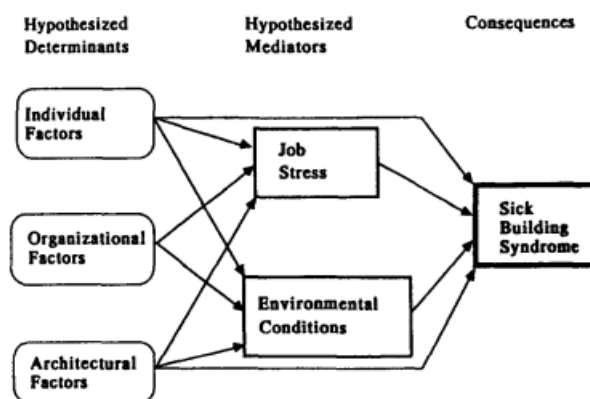 Hypothesized
Determinants
Hypothesized
Mediators
Consequences
Individual
Factors
Job
Stress
Sick
Building
Syndrome
Organizational
Factors
Environmental
Conditions
Architectural
Factors